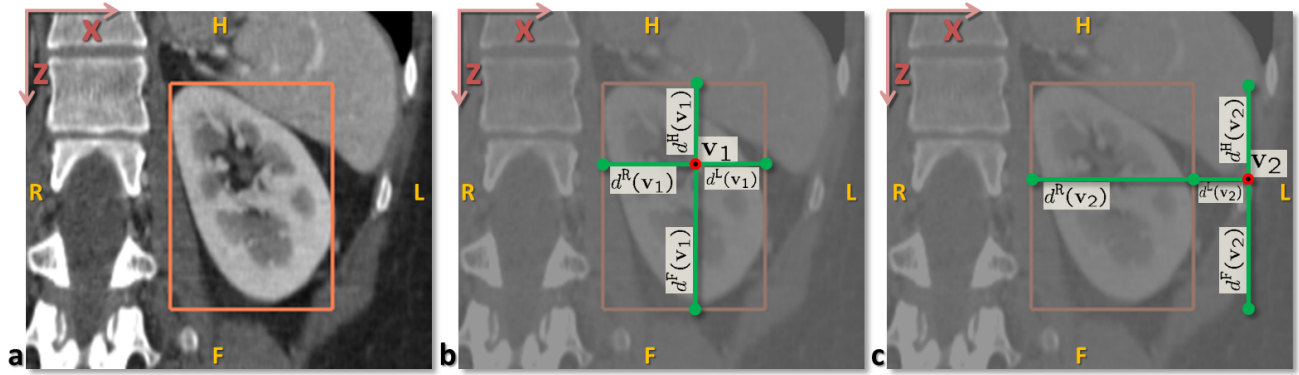 a
X
Z
H
R
F
b
X
Z
H
d^H(v₁)
v₁
d^R(v₁)
d^L(v₁)
d^F(v₁)
F
c
X
Z
H
R
L
d^H(v₂)
v₂
d^R(v₂)
d^L(v₂)
d^F(v₂)
L
F